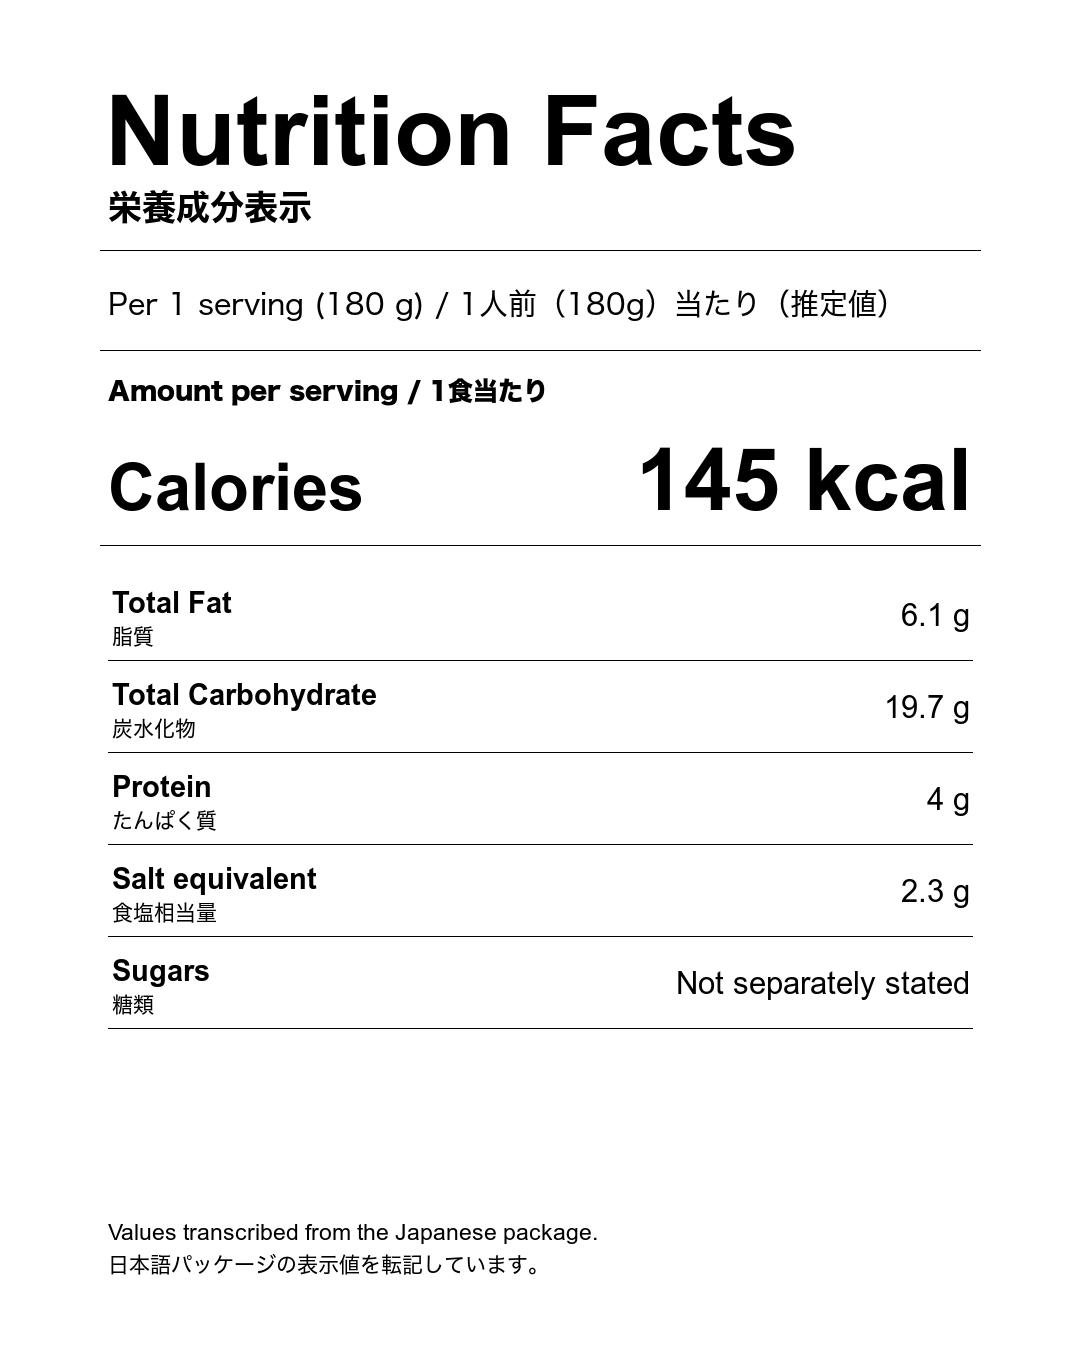 Nutrition Facts
栄養成分表示
Per 1 serving (180 g) / 1人前（180g）当たり（推定値）
Amount per serving / 1食当たり
Calories 145 kcal
Total Fat 6.1 g
脂質
Total Carbohydrate 19.7 g
炭水化物
Protein 4 g
たんぱく質
Salt equivalent 2.3 g
食塩相当量
Sugars Not separately stated
糖類
Values transcribed from the Japanese package.
日本語パッケージの表示値を転記しています。